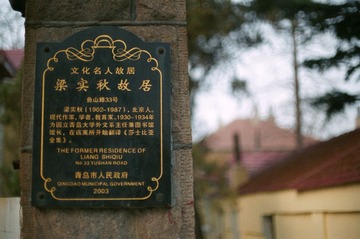 文化名人故居
梁实秋故居
鱼山路33号
梁实秋（1902-1987），北京人，
现代作家，学者，教育家，1930-1934年
为国立青岛大学外文系主任兼图书馆
馆长，在此寓所开始翻译《莎士比亚
全集》。
THE FORMER RESIDENCE OF
LIANG SHIQIU
No 33 YUSHAN ROAD
青岛市人民政府
QINGDAO MUNICIPAL GOVERNMENT
2003